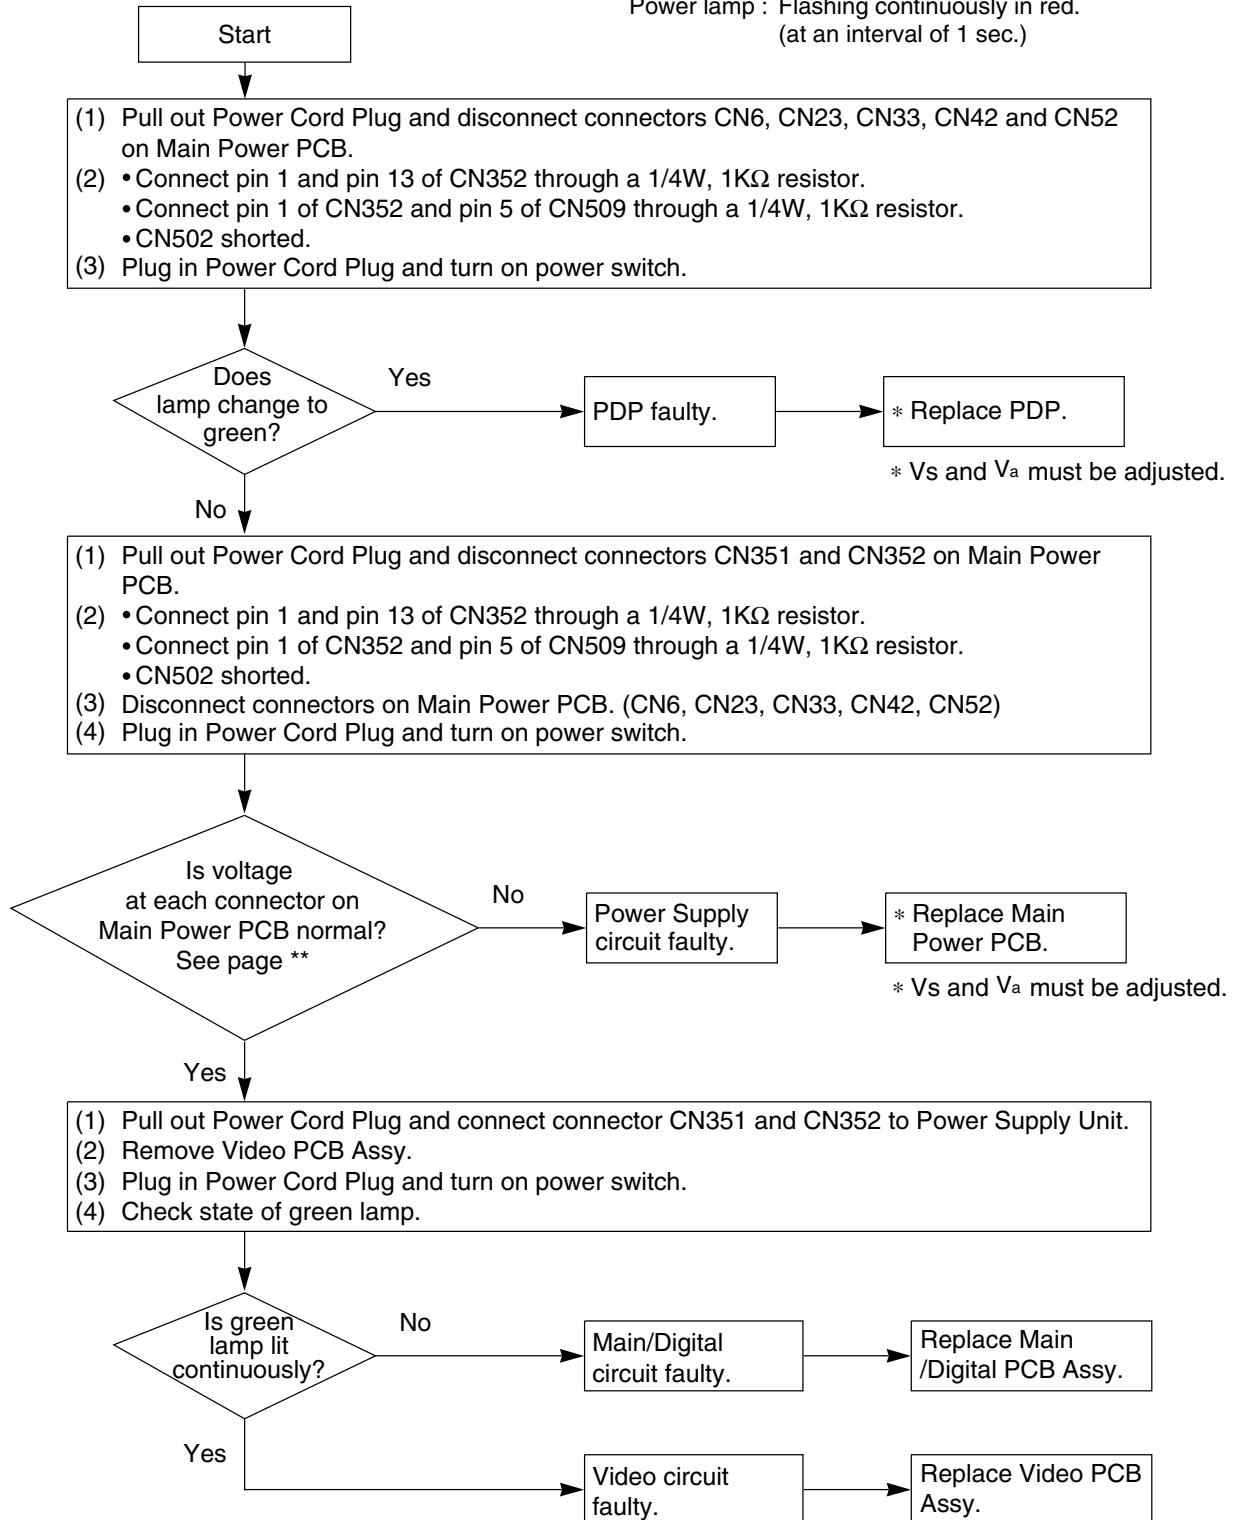 Power lamp : Flashing continuously in red.
(at an interval of 1 sec.)
Start
(1) Pull out Power Cord Plug and disconnect connectors CN6, CN23, CN33, CN42 and CN52
on Main Power PCB.
(2) • Connect pin 1 and pin 13 of CN352 through a 1/4W, 1KΩ resistor.
• Connect pin 1 of CN352 and pin 5 of CN509 through a 1/4W, 1KΩ resistor.
• CN502 shorted.
(3) Plug in Power Cord Plug and turn on power switch.
Does
lamp change to
green?
Yes
PDP faulty.
* Replace PDP.
* Vs and Va must be adjusted.
No
(1) Pull out Power Cord Plug and disconnect connectors CN351 and CN352 on Main Power
PCB.
(2) • Connect pin 1 and pin 13 of CN352 through a 1/4W, 1KΩ resistor.
• Connect pin 1 of CN352 and pin 5 of CN509 through a 1/4W, 1KΩ resistor.
• CN502 shorted.
(3) Disconnect connectors on Main Power PCB. (CN6, CN23, CN33, CN42, CN52)
(4) Plug in Power Cord Plug and turn on power switch.
Is voltage
at each connector on
Main Power PCB normal?
See page **
No
Power Supply
circuit faulty.
* Replace Main
Power PCB.
* Vs and Va must be adjusted.
Yes
(1) Pull out Power Cord Plug and connect connector CN351 and CN352 to Power Supply Unit.
(2) Remove Video PCB Assy.
(3) Plug in Power Cord Plug and turn on power switch.
(4) Check state of green lamp.
Is green
lamp lit
continuously?
No
Main/Digital
circuit faulty.
Replace Main
/Digital PCB Assy.
Yes
Video circuit
faulty.
Replace Video PCB
Assy.